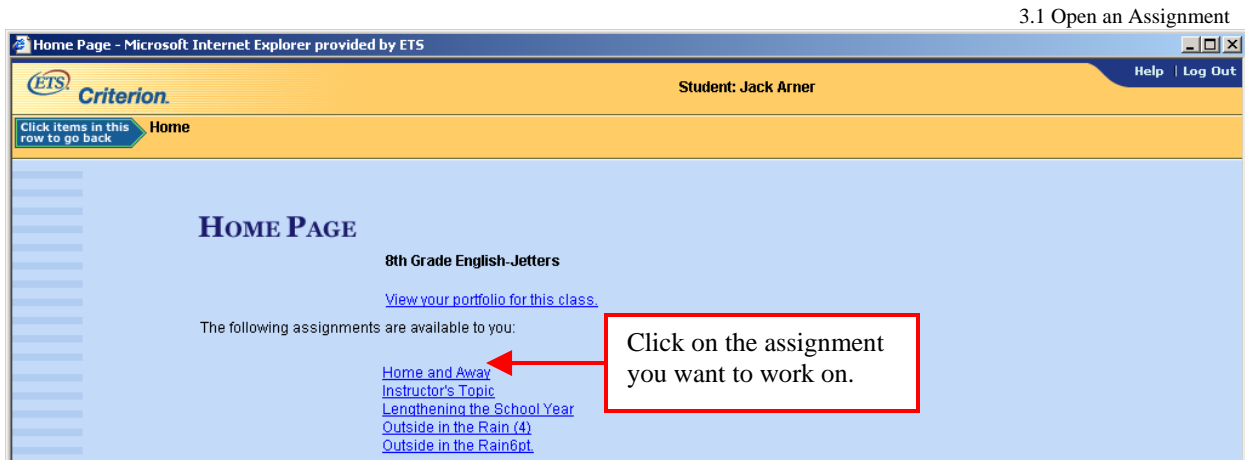 3.1 Open an Assignment
Home Page - Microsoft Internet Explorer provided by ETS
Help | Log Out
ETS Criterion.
Student: Jack Arner
Click items in this
row to go back
Home
HOME PAGE
8th Grade English-Jetters
View your portfolio for this class.
The following assignments are available to you:
Click on the assignment
you want to work on.
Home and Away
Instructor's Topic
Lengthening the School Year
Outside in the Rain (4)
Outside in the Rain6pt.